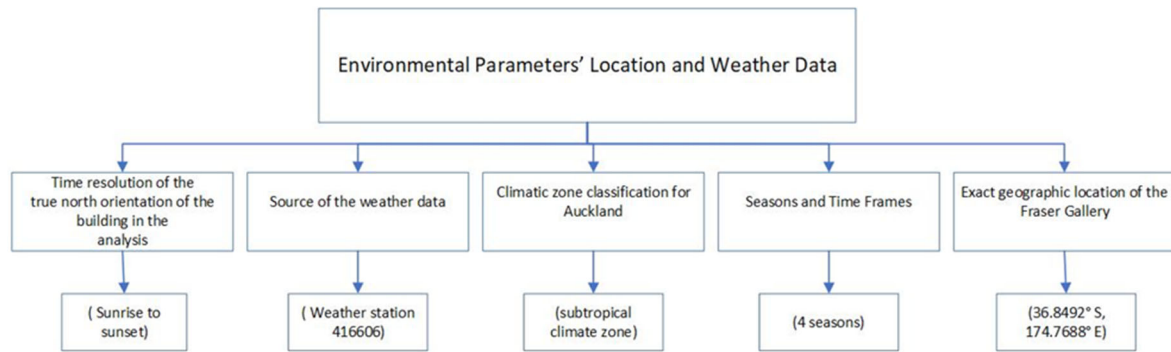 Environmental Parameters’ Location and Weather Data
Time resolution of the
true north orientation of the
building in the
analysis
Source of the weather data
Climatic zone classification for
Auckland
Seasons and Time Frames
Exact geographic location of the
Fraser Gallery
( Sunrise to
sunset)
( Weather station
416606)
(subtropical
climate zone)
(4 seasons)
(36.8492° S,
174.7688° E)